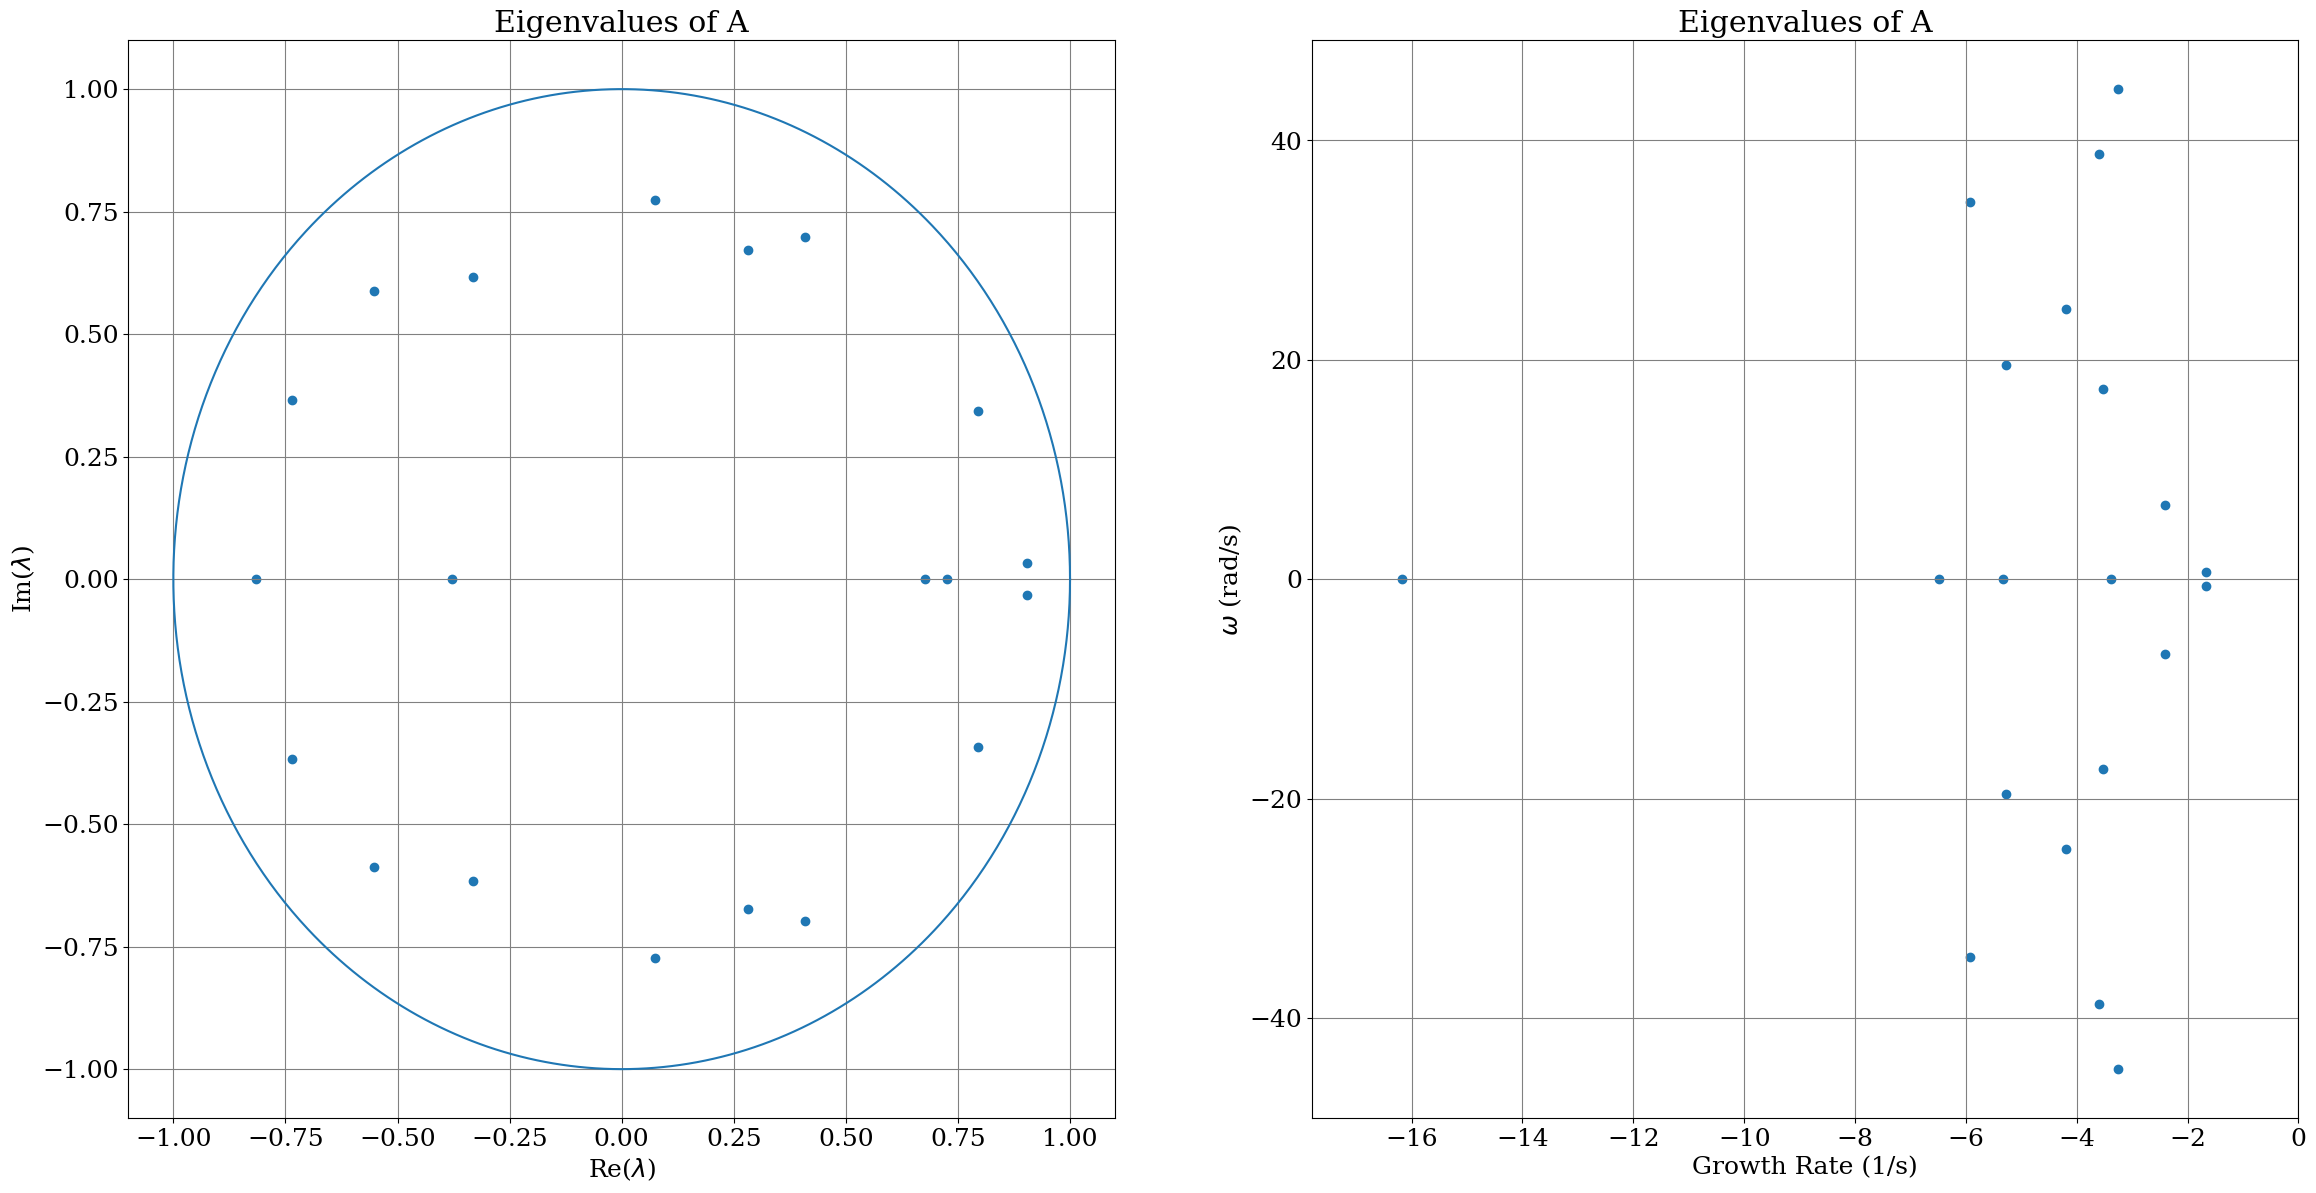 Eigenvalues of A
1.00
0.75
0.50
0.25
0.00
−0.25
−0.50
−0.75
−1.00
Im(λ)
−1.00 −0.75 −0.50 −0.25 0.00 0.25 0.50 0.75 1.00
Re(λ)
Eigenvalues of A
40
20
0
−20
−40
ω (rad/s)
−16 −14 −12 −10 −8 −6 −4 −2 0
Growth Rate (1/s)